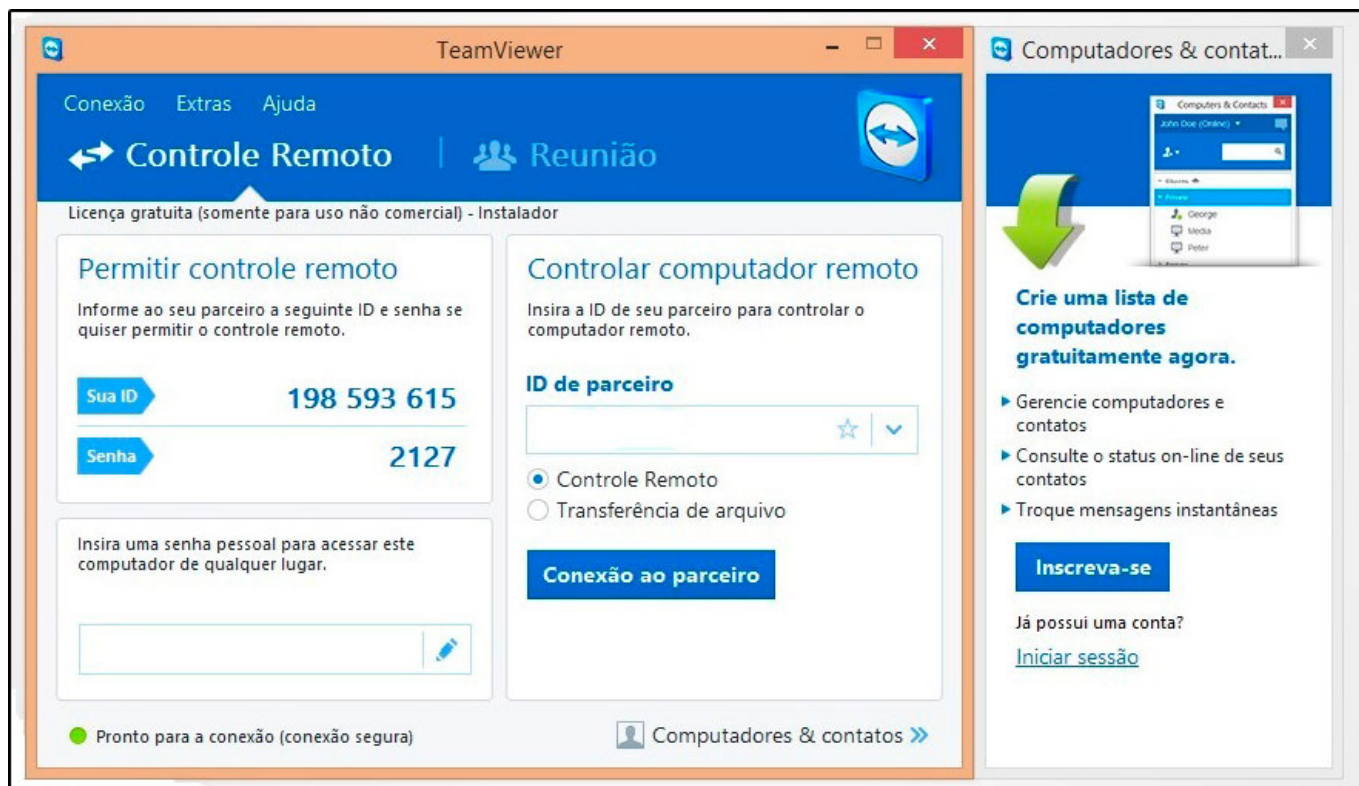 TeamViewer
Conexão Extras Ajuda
Controle Remoto
Reunião
Licença gratuita (somente para uso não comercial) - Instalador
Permitir controle remoto
Informe ao seu parceiro a seguinte ID e senha se
quiser permitir o controle remoto.
Sua ID
198 593 615
Senha
2127
Insira uma senha pessoal para acessar este
computador de qualquer lugar.
Controlar computador remoto
Insira a ID de seu parceiro para controlar o
computador remoto.
ID de parceiro
Controle Remoto
Transferência de arquivo
Conexão ao parceiro
Pronto para a conexão (conexão segura)
Computadores & contatos
Computadores & contat...
Computers & Contacts
John Doe (Online)
Private
George
Media
Peter
Crie uma lista de
computadores
gratuitamente agora.
Gerencie computadores e
contatos
Consulte o status on-line de seus
contatos
Troque mensagens instantâneas
Inscreva-se
Já possui uma conta?
Iniciar sessão